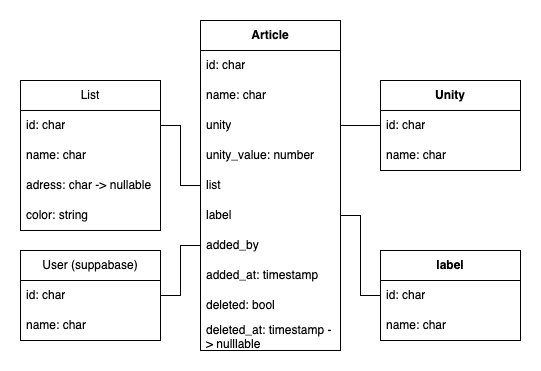 List
id: char
name: char
adress: char -> nullable
color: string
User (suppabase)
id: char
name: char
Article
id: char
name: char
unity
unity_value: number
list
label
added_by
added_at: timestamp
deleted: bool
deleted_at: timestamp -
> nulllable
Unity
id: char
name: char
label
id: char
name: char